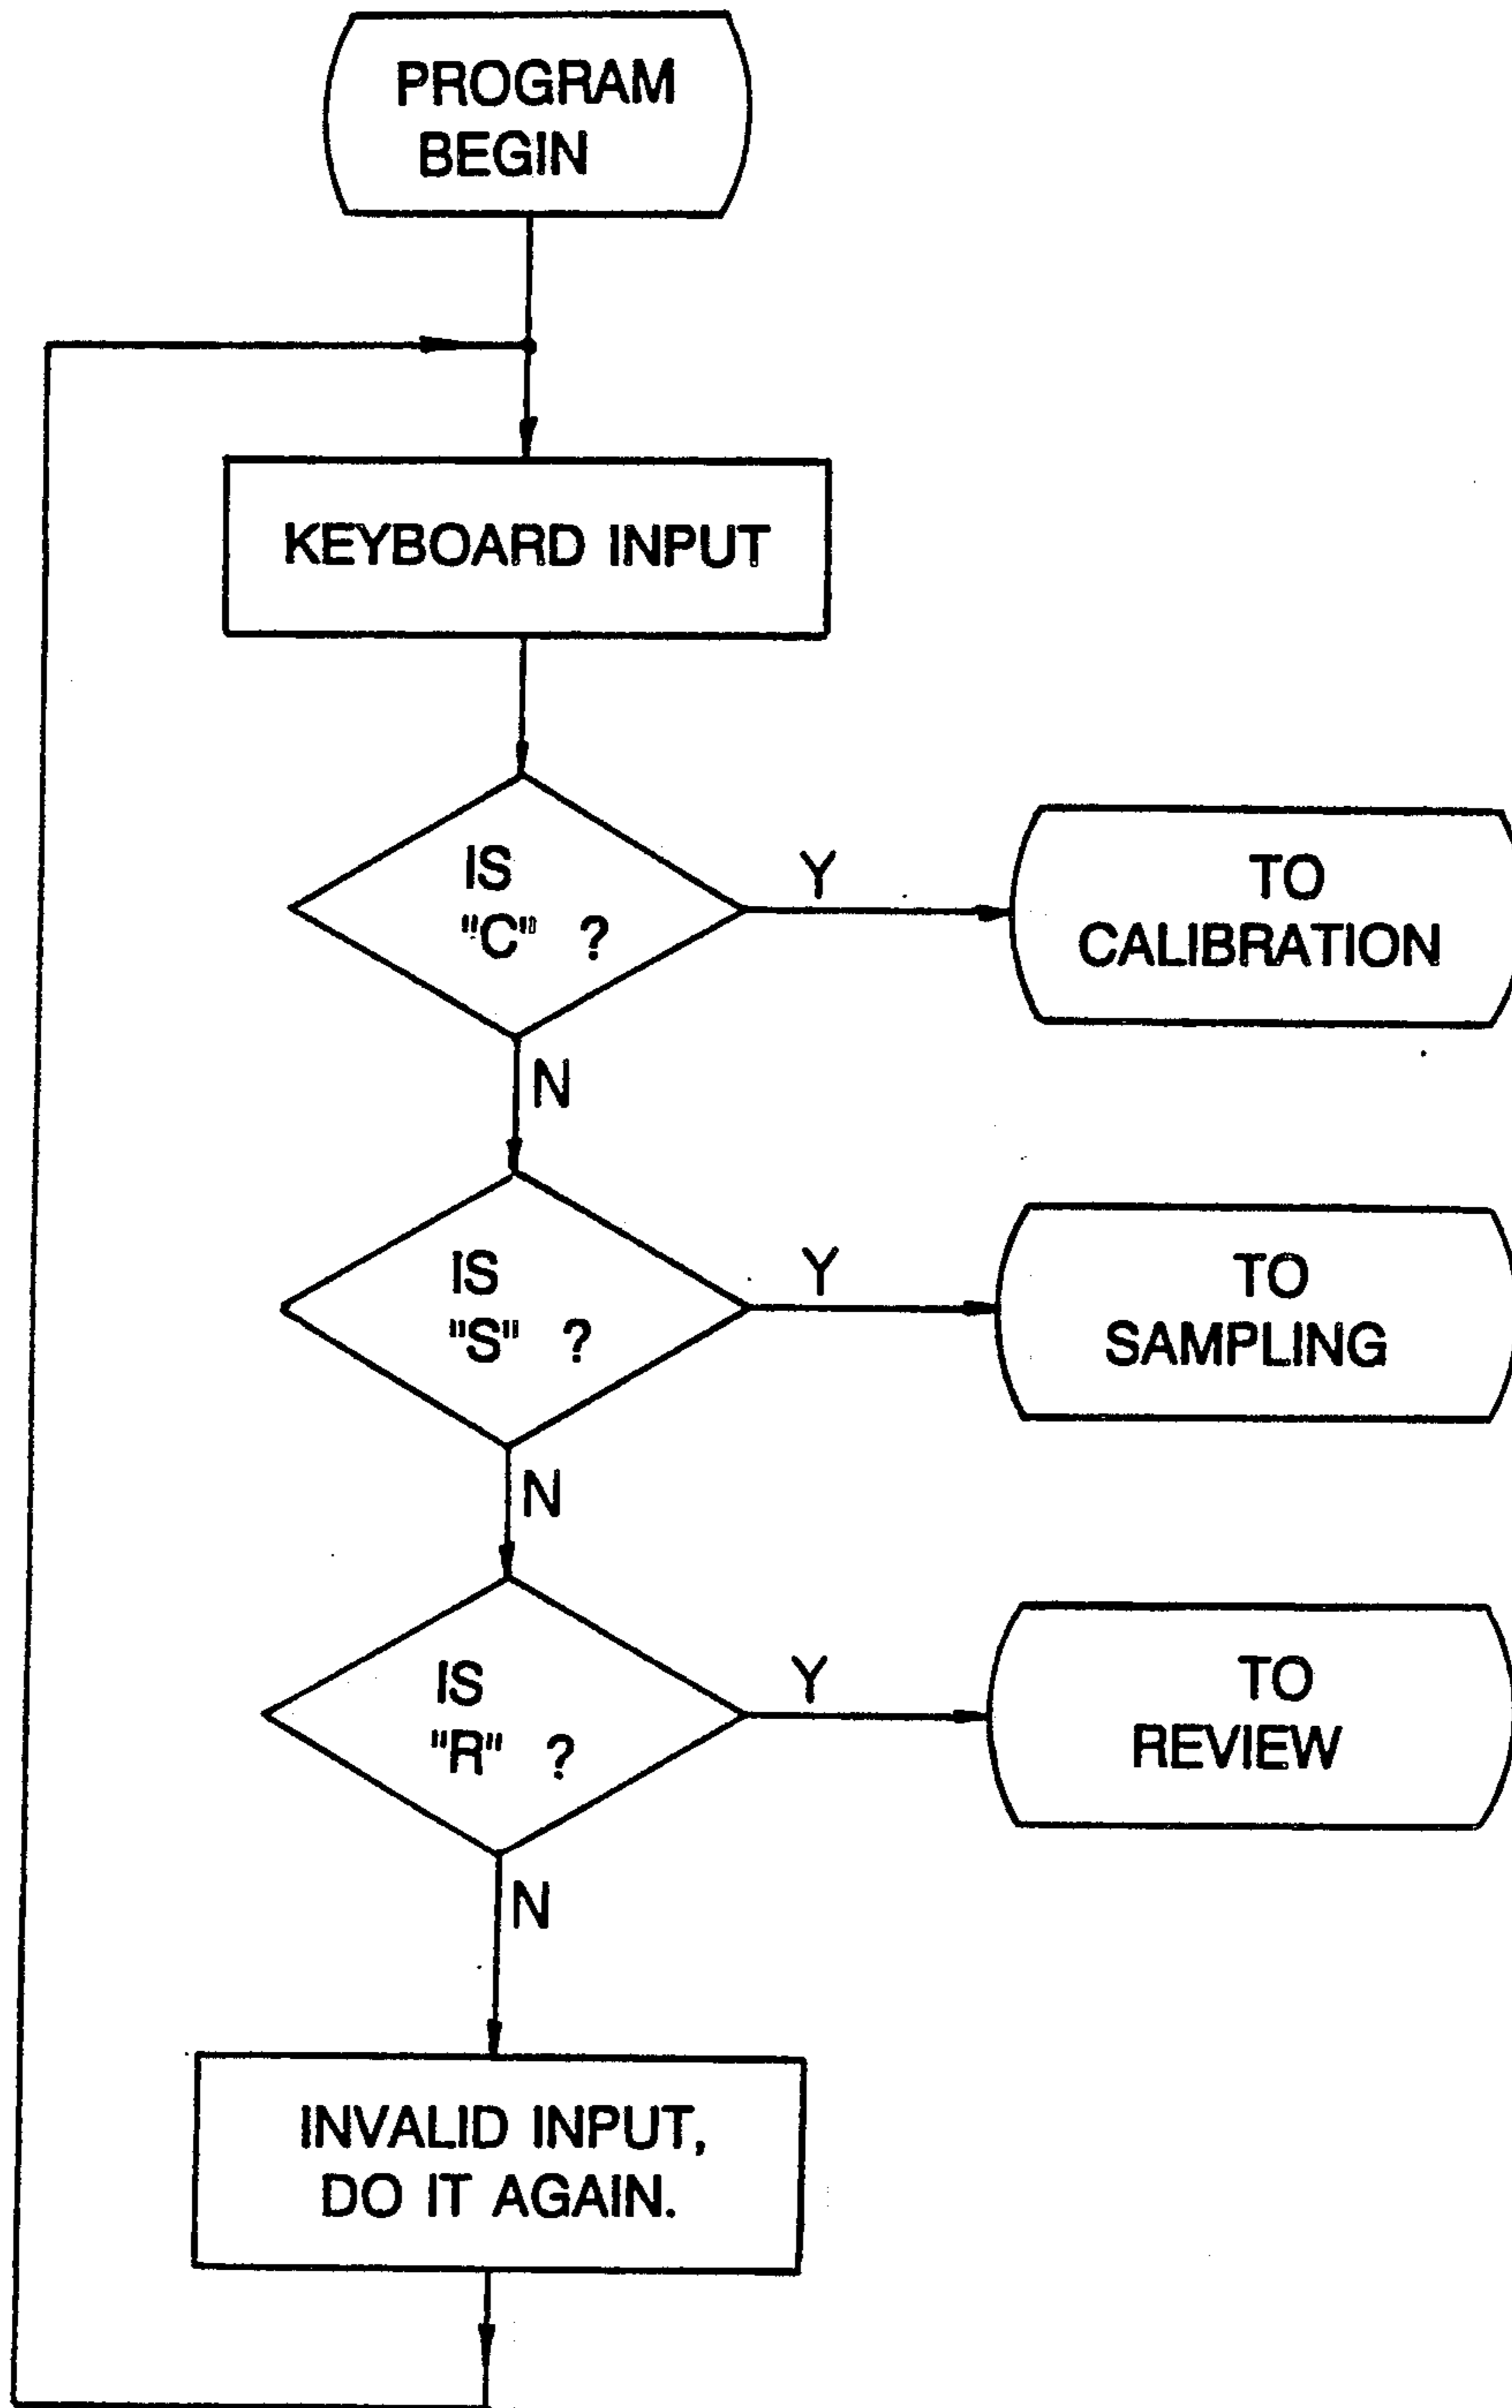 PROGRAM
BEGIN
KEYBOARD INPUT
IS
"C" ?
Y
TO
CALIBRATION
N
IS
"S" ?
Y
TO
SAMPLING
N
IS
"R" ?
Y
TO
REVIEW
N
INVALID INPUT,
DO IT AGAIN.